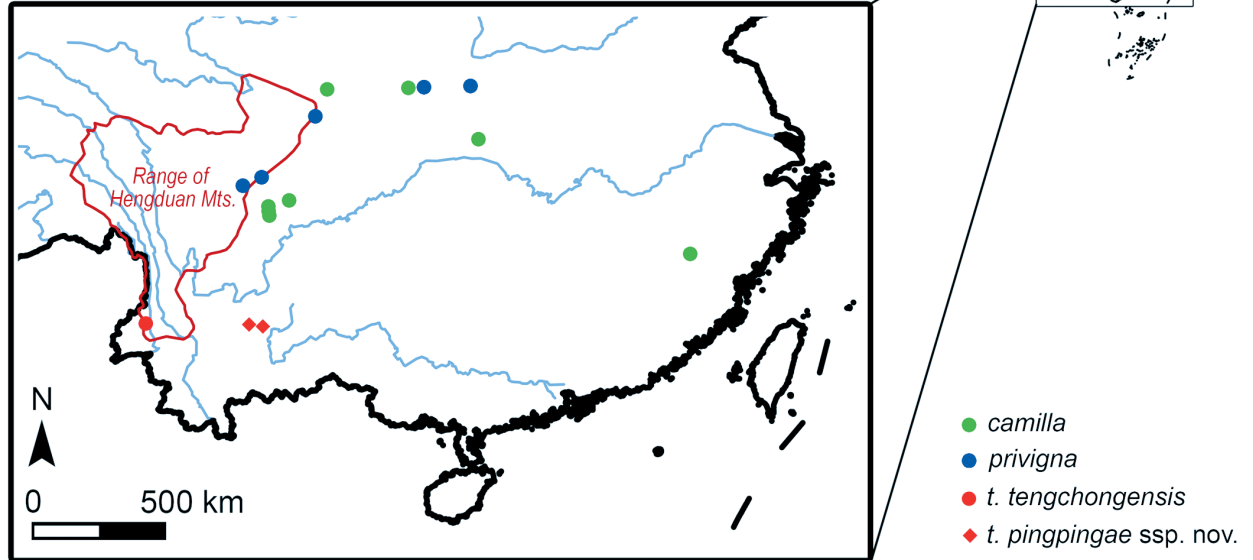 Range of
Hengduan Mts.
N
0 500 km
camilla
privigna
t. tengchongensis
t. pingpingae ssp. nov.